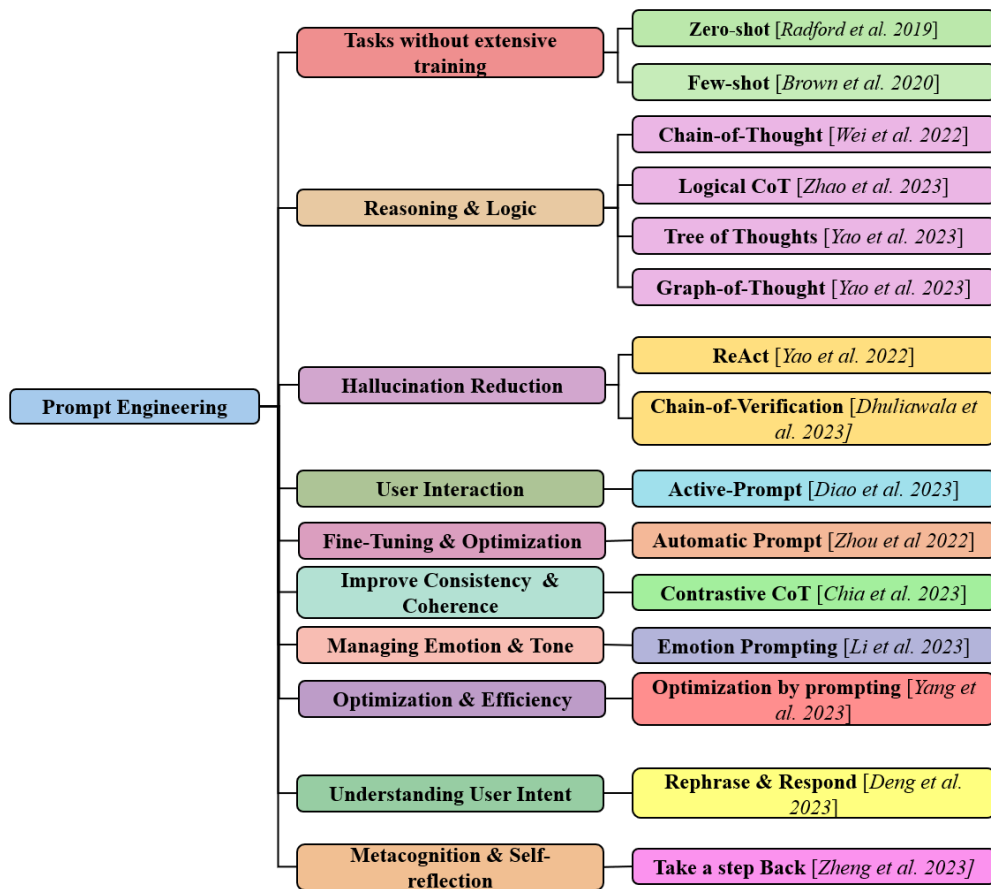 Prompt Engineering
Tasks without extensive
training
Zero-shot [Radford et al. 2019]
Few-shot [Brown et al. 2020]
Reasoning & Logic
Chain-of-Thought [Wei et al. 2022]
Logical CoT [Zhao et al. 2023]
Tree of Thoughts [Yao et al. 2023]
Graph-of-Thought [Yao et al. 2023]
Hallucination Reduction
ReAct [Yao et al. 2022]
Chain-of-Verification [Dhuliawala
et al. 2023]
User Interaction
Active-Prompt [Diao et al. 2023]
Fine-Tuning & Optimization
Automatic Prompt [Zhou et al 2022]
Improve Consistency &
Coherence
Contrastive CoT [Chia et al. 2023]
Managing Emotion & Tone
Emotion Prompting [Li et al. 2023]
Optimization & Efficiency
Optimization by prompting [Yang et
al. 2023]
Understanding User Intent
Rephrase & Respond [Deng et al.
2023]
Metacognition & Self-
reflection
Take a step Back [Zheng et al. 2023]